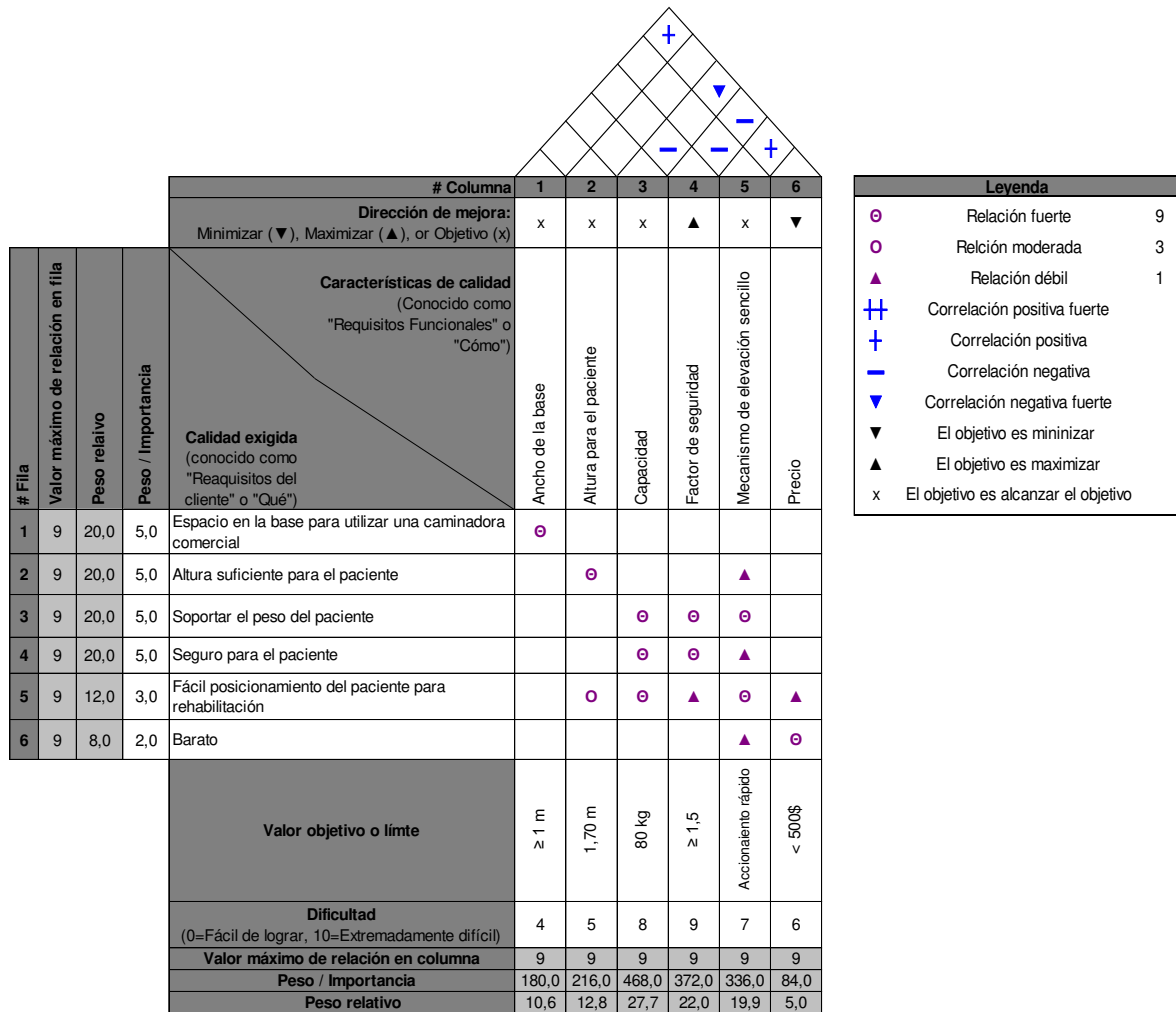 # Columna 1 2 3 4 5 6
Dirección de mejora:
Minimizar (▼), Maximizar (▲), or Objetivo (x) x x x ▲ x ▼
# Fila
Valor máximo de relación en fila
Peso relaivo
Peso / Importancia
Características de calidad
(Conocido como
"Requisitos Funcionales" o
"Cómo")
Calidad exigida
(conocido como
"Reaquisitos del
cliente" o "Qué")
Ancho de la base
Altura para el paciente
Capacidad
Factor de seguridad
Mecanismo de elevación sencillo
Precio
1 9 20,0 5,0 Espacio en la base para utilizar una caminadora
comercial Θ
2 9 20,0 5,0 Altura suficiente para el paciente Θ ▲
3 9 20,0 5,0 Soportar el peso del paciente Θ Θ Θ
4 9 20,0 5,0 Seguro para el paciente Θ Θ ▲
5 9 12,0 3,0 Fácil posicionamiento del paciente para
rehabilitación O Θ ▲ Θ ▲
6 9 8,0 2,0 Barato ▲ Θ
Valor objetivo o límte
≥ 1 m
1,70 m
80 kg
≥ 1,5
Accionaiento rápido
< 500$
Dificultad
(0=Fácil de lograr, 10=Extremadamente difícil) 4 5 8 9 7 6
Valor máximo de relación en columna 9 9 9 9 9 9
Peso / Importancia 180,0 216,0 468,0 372,0 336,0 84,0
Peso relativo 10,6 12,8 27,7 22,0 19,9 5,0
Leyenda
Θ Relación fuerte 9
O Relción moderada 3
▲ Relación débil 1
┼┼ Correlación positiva fuerte
┼ Correlación positiva
▬ Correlación negativa
▼ Correlación negativa fuerte
▼ El objetivo es mininizar
▲ El objetivo es maximizar
x El objetivo es alcanzar el objetivo